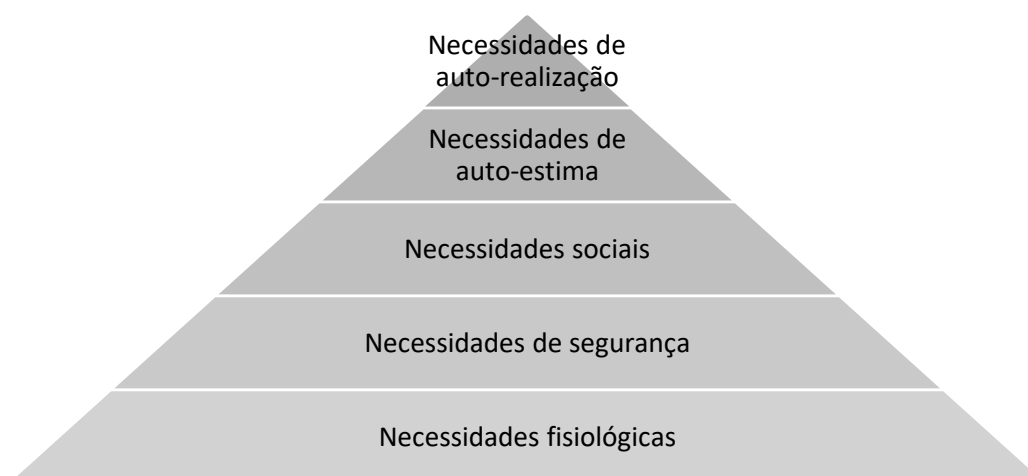 Necessidades de
auto-realização
Necessidades de
auto-estima
Necessidades sociais
Necessidades de segurança
Necessidades fisiológicas